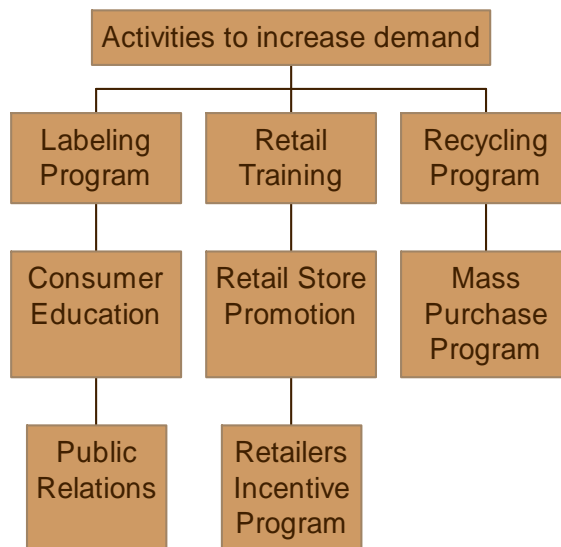 Activities to increase demand
Labeling
Program
Retail
Training
Recycling
Program
Consumer
Education
Retail Store
Promotion
Mass
Purchase
Program
Public
Relations
Retailers
Incentive
Program